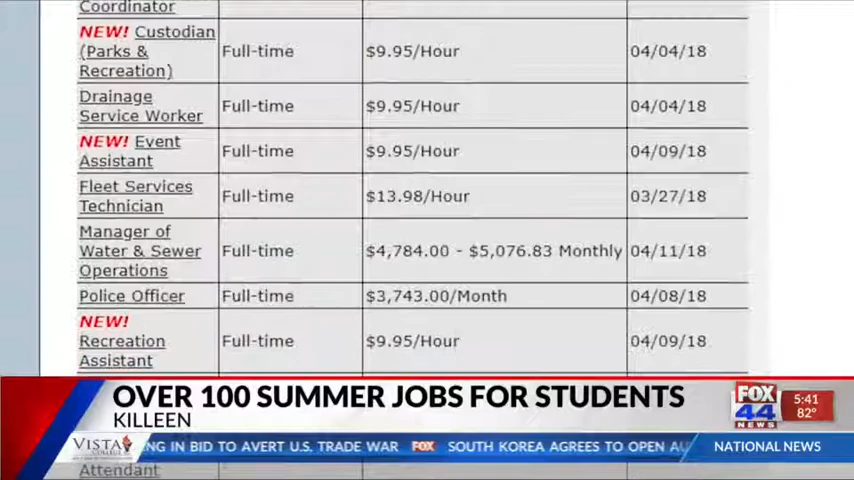 Coordinator
NEW! Custodian
(Parks &
Recreation)
Full-time
$9.95/Hour
04/04/18
Drainage
Service Worker
Full-time
$9.95/Hour
04/04/18
NEW! Event
Assistant
Full-time
$9.95/Hour
04/09/18
Fleet Services
Technician
Full-time
$13.98/Hour
03/27/18
Manager of
Water & Sewer
Operations
Full-time
$4,784.00 - $5,076.83 Monthly
04/11/18
Police Officer
Full-time
$3,743.00/Month
04/08/18
NEW!
Recreation
Assistant
Full-time
$9.95/Hour
04/09/18
OVER 100 SUMMER JOBS FOR STUDENTS
KILLEEN
FOX
44
NEWS
5:41
82°
VISTA
COLLEGE
NG IN BID TO AVERT U.S. TRADE WAR FOX SOUTH KOREA AGREES TO OPEN AU
NATIONAL NEWS
Attendant